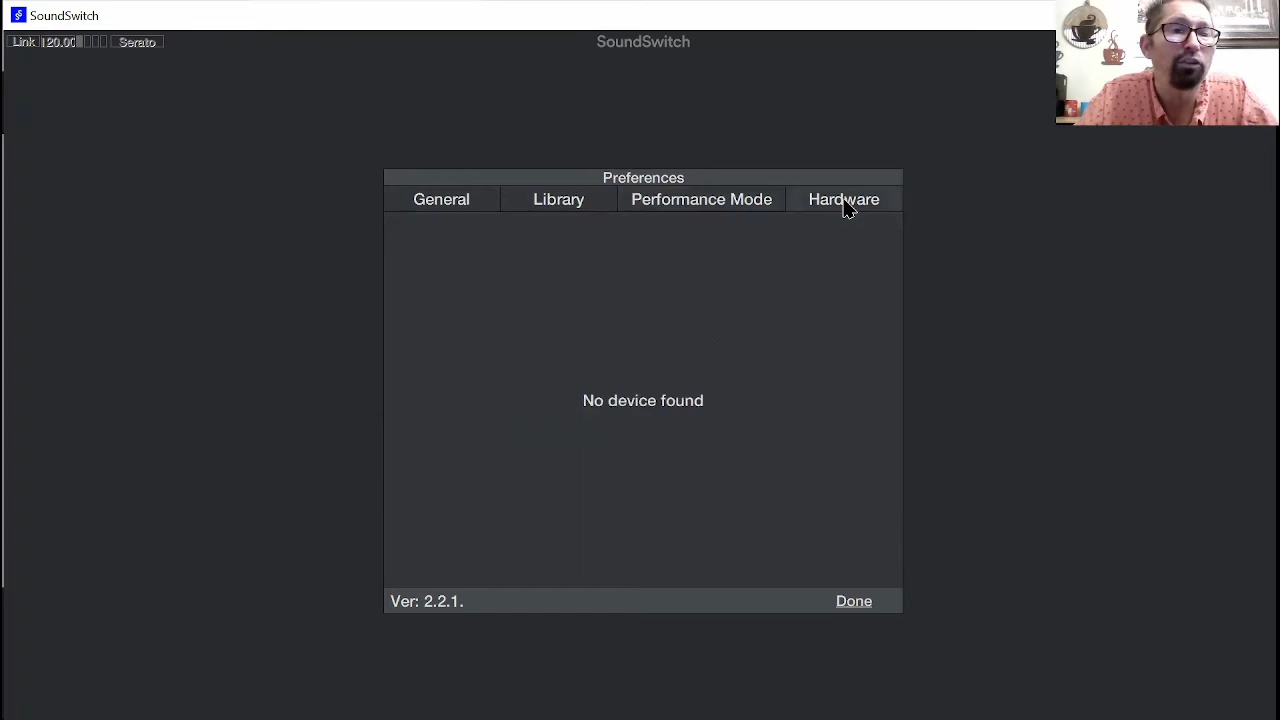 SoundSwitch
Link 120.00 Serato
SoundSwitch
Preferences
General Library Performance Mode Hardware
No device found
Ver: 2.2.1.
Done